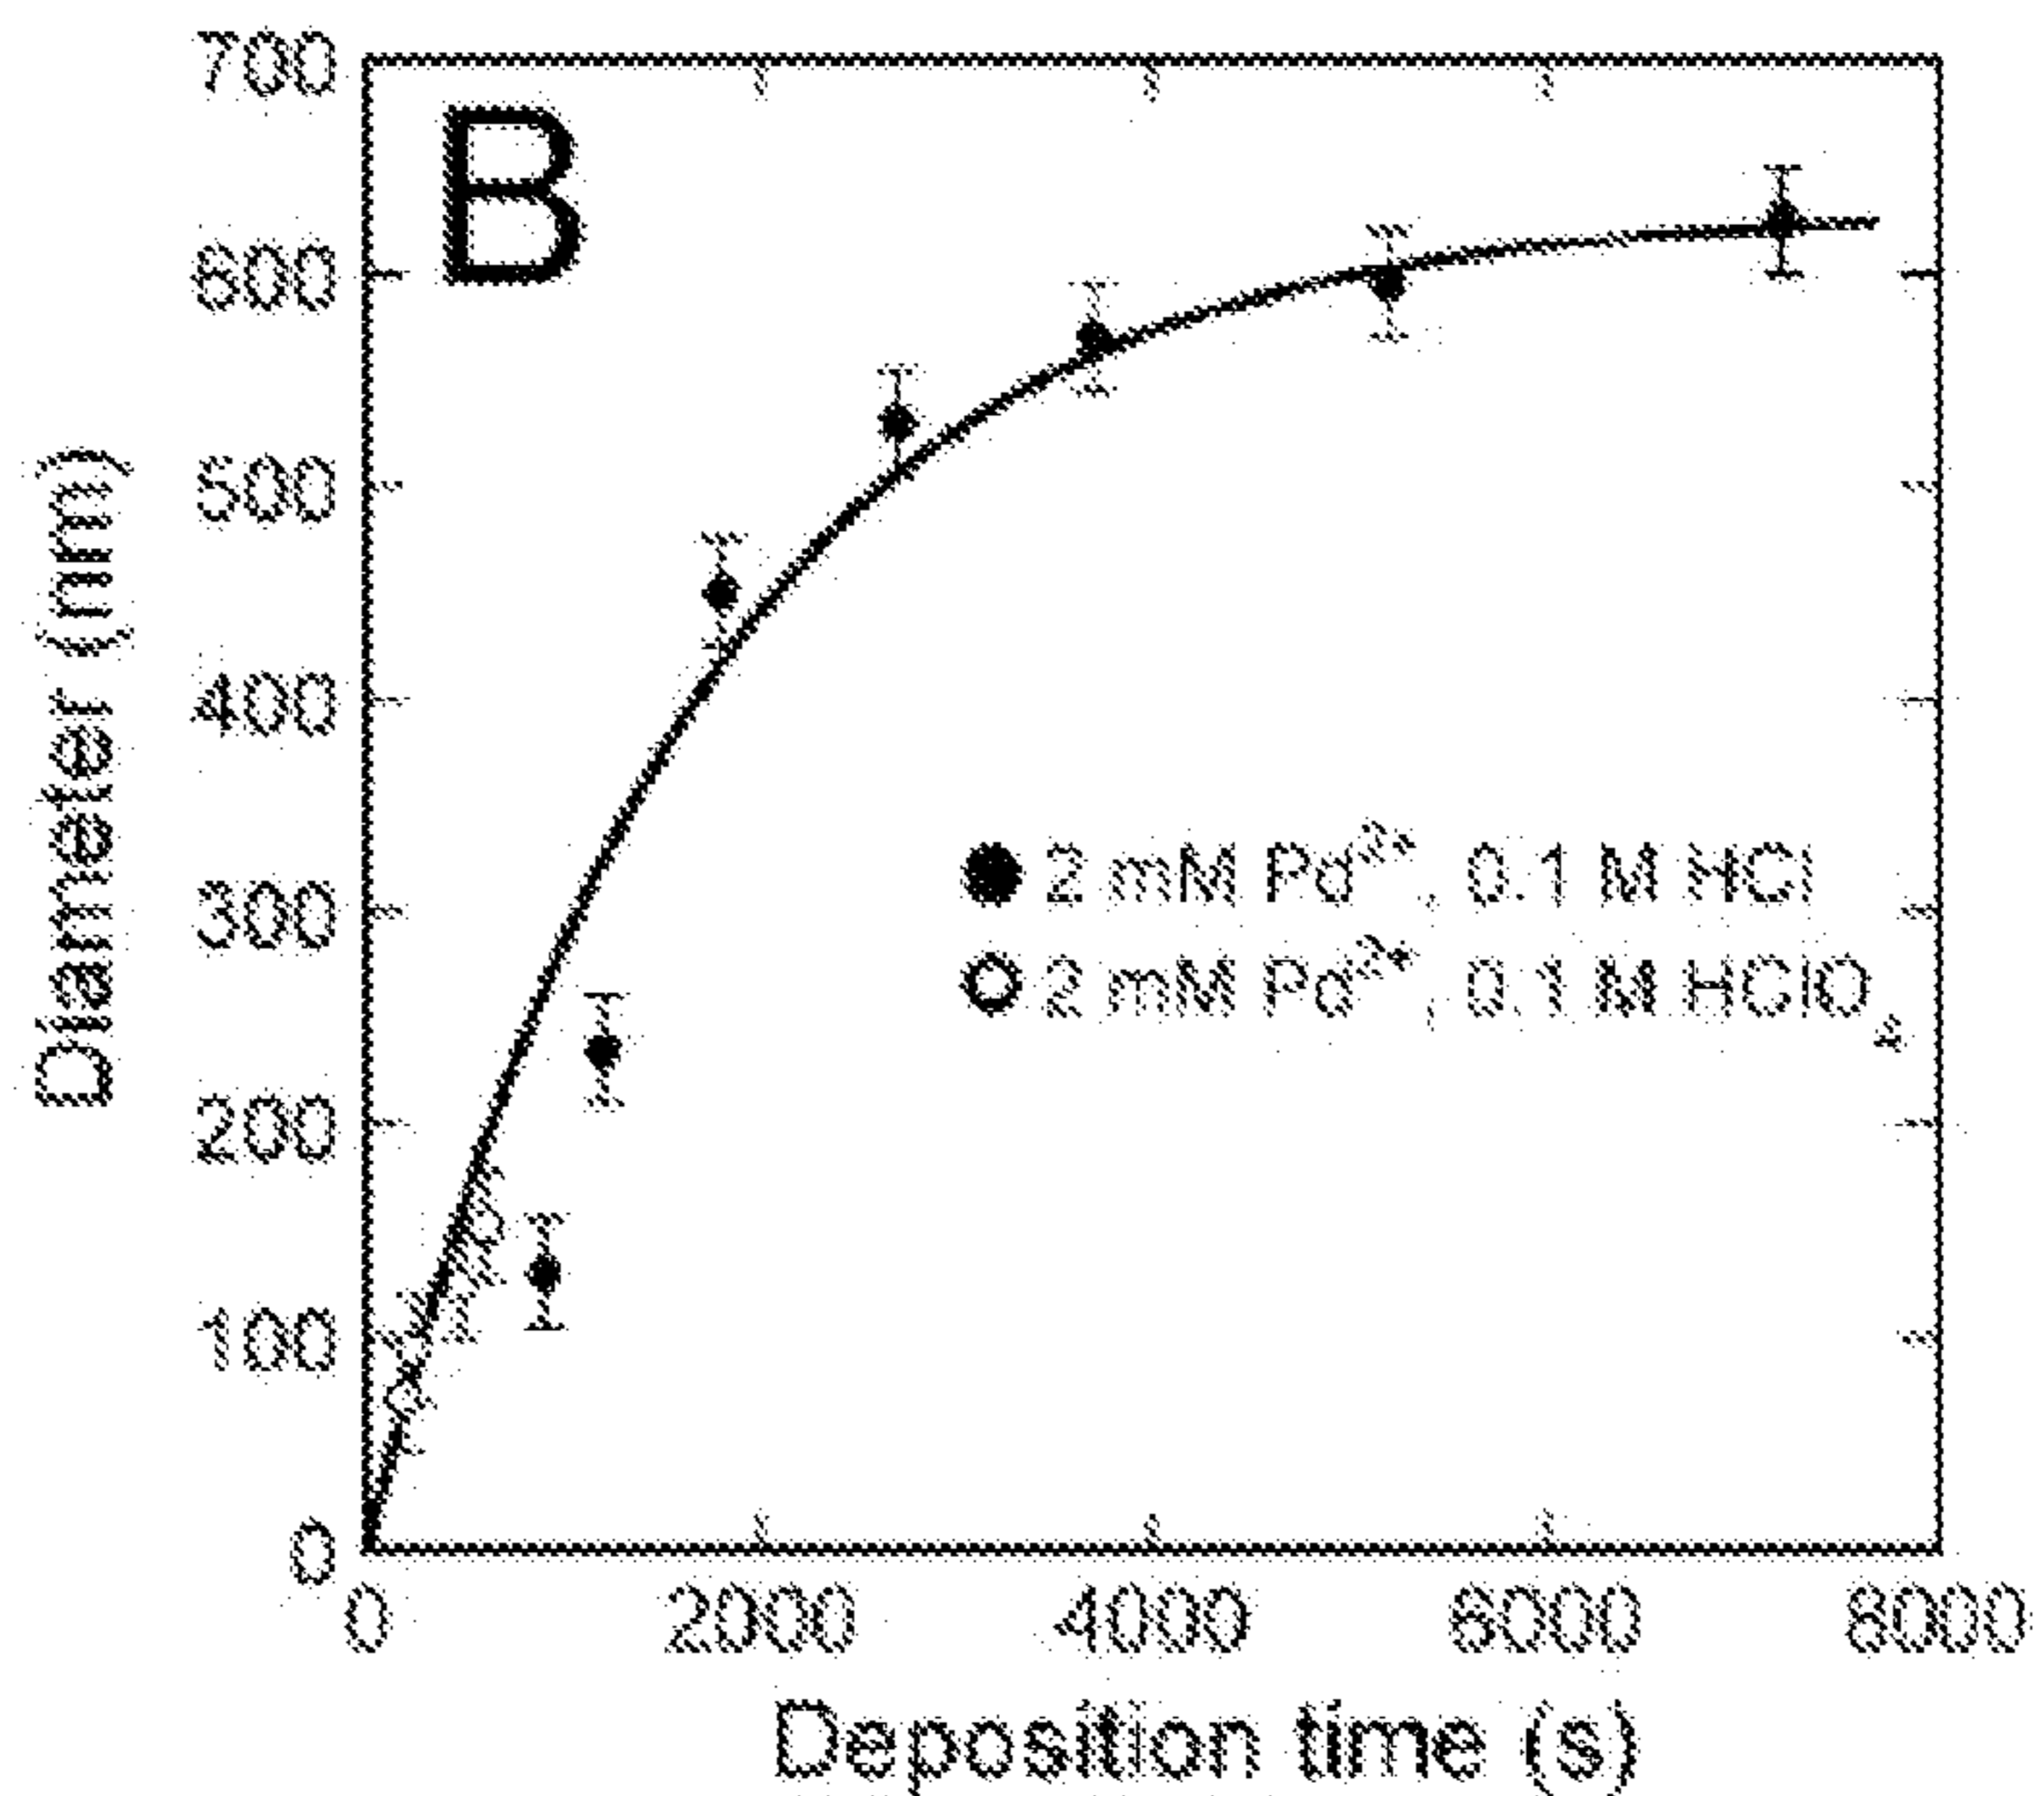 B
Diameter (nm)
700
600
500
400
300
200
100
0
● 2 mM Pd²⁺, 0.1 M HCl
○ 2 mM Pd²⁺, 0.1 M HClO₄
0 2000 4000 6000 8000
Deposition time (s)